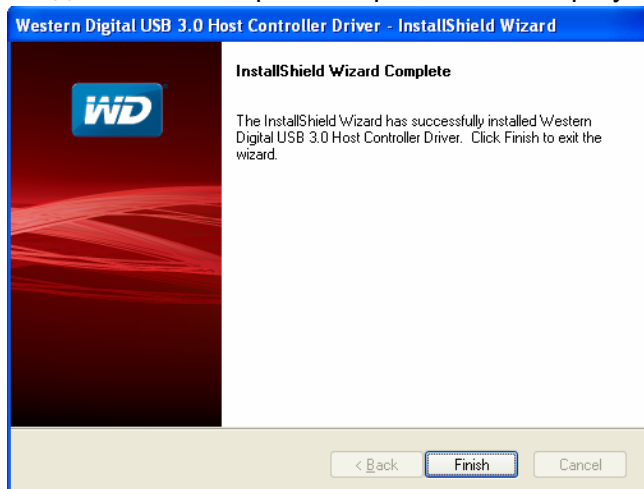 Western Digital USB 3.0 Host Controller Driver - InstallShield Wizard
InstallShield Wizard Complete
WD
The InstallShield Wizard has successfully installed Western
Digital USB 3.0 Host Controller Driver. Click Finish to exit the
wizard.
< Back
Finish
Cancel